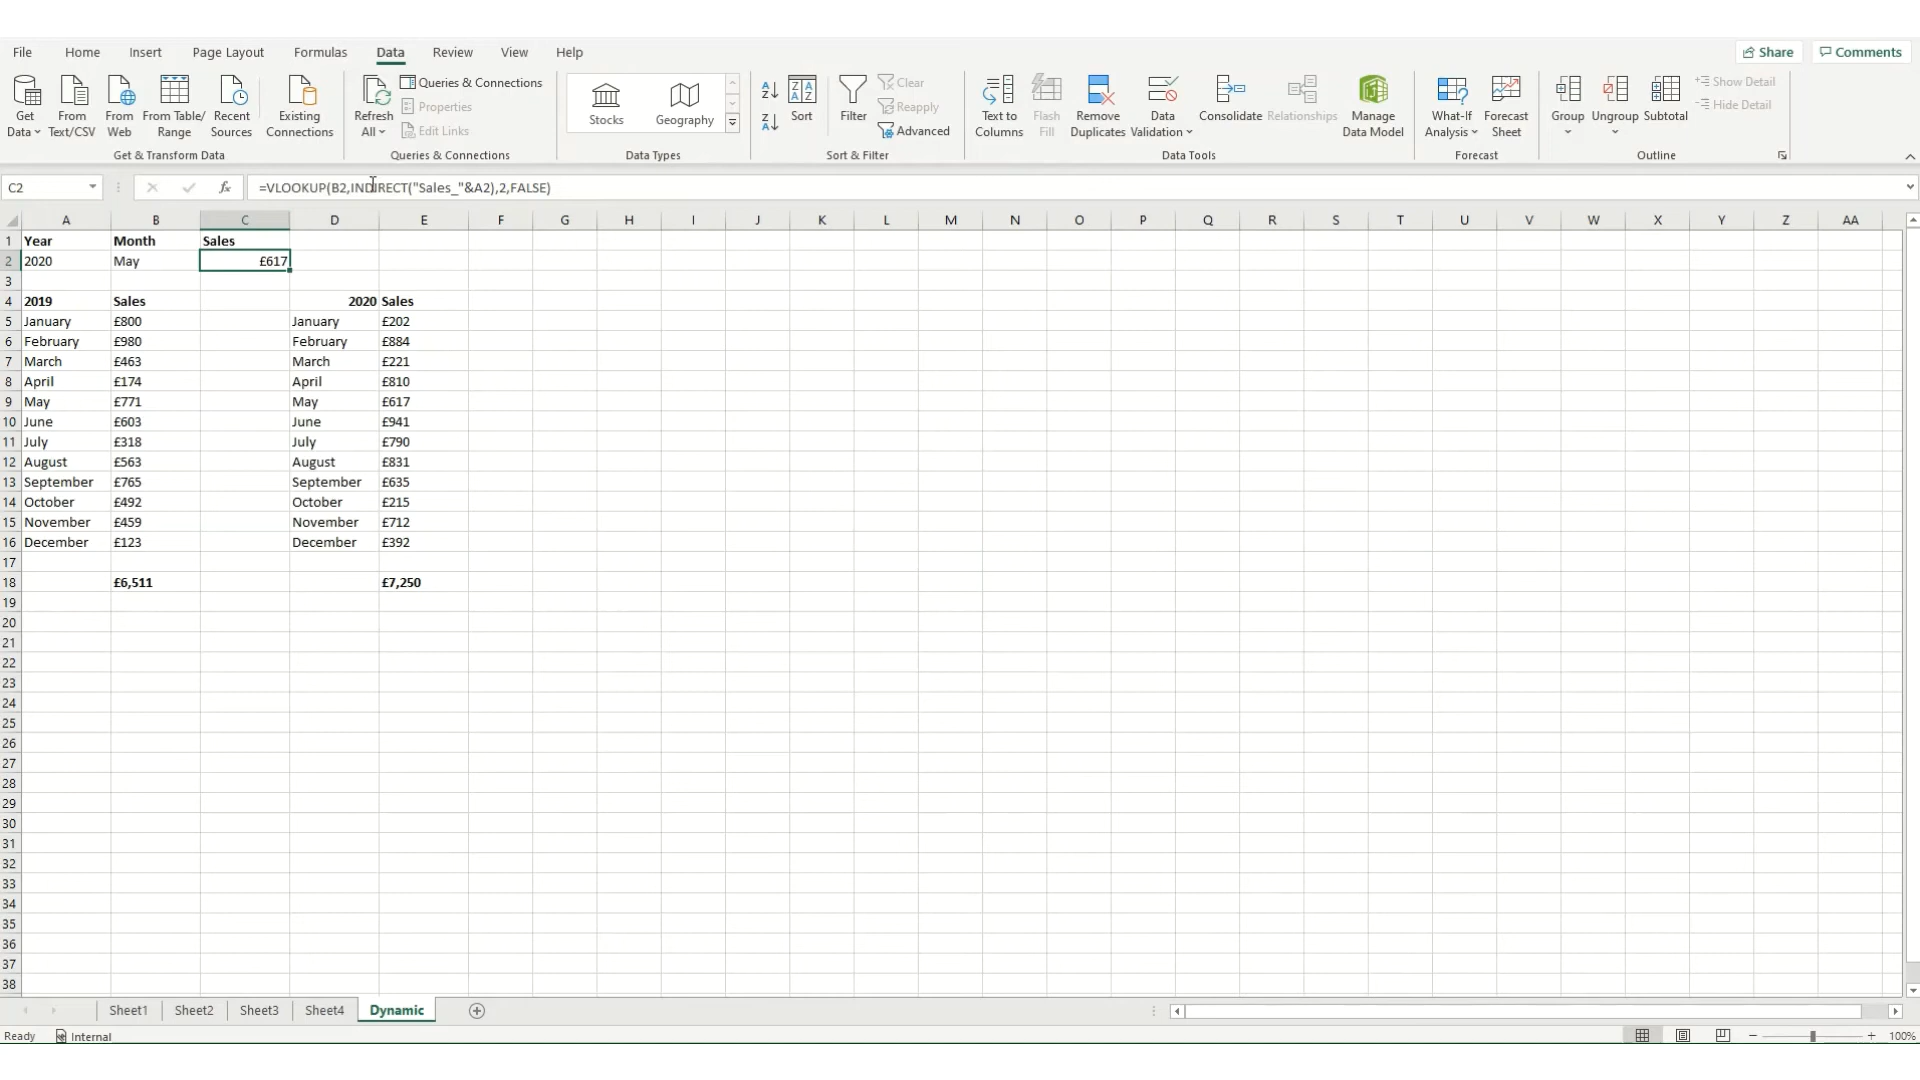 File Home Insert Page Layout Formulas Data Review View Help Share Comments
Get Data From Text/CSV From Web From Table/ Range Recent Sources Existing Connections
Get & Transform Data
Refresh All Queries & Connections Properties Edit Links
Queries & Connections
Stocks Geography
Data Types
Sort Filter Clear Reapply Advanced
Sort & Filter
Text to Columns Flash Fill Remove Duplicates Data Validation Consolidate Relationships Manage Data Model
Data Tools
What-If Analysis Forecast Sheet
Forecast
Group Ungroup Subtotal Show Detail Hide Detail
Outline
C2 fx =VLOOKUP(B2,INDIRECT("Sales_"&A2),2,FALSE)
A B C D E F G H I J K L M N O P Q R S T U V W X Y Z AA
1 Year Month Sales
2 2020 May £617
3
4 2019 Sales 2020 Sales
5 January £800 January £202
6 February £980 February £884
7 March £463 March £221
8 April £174 April £810
9 May £771 May £617
10 June £603 June £941
11 July £318 July £790
12 August £563 August £831
13 September £765 September £635
14 October £492 October £215
15 November £459 November £712
16 December £123 December £392
17
18 £6,511 £7,250
19
20
21
22
23
24
25
26
27
28
29
30
31
32
33
34
35
36
37
38
Sheet1 Sheet2 Sheet3 Sheet4 Dynamic
Ready Internal 100%